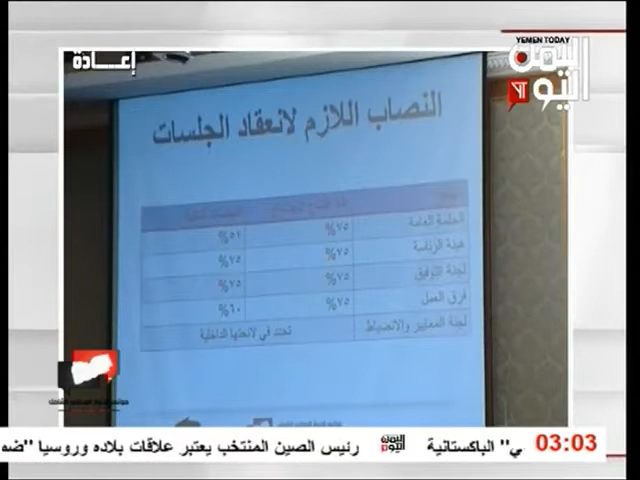 YEMEN TODAY
اليمن
اليوم
إعادة
النصاب اللازم لانعقاد الجلسات
الجلسة العامة %٧٥ %٥١
هيئة الرئاسة %٧٥ %٧٥
لجنة التوفيق %٧٥ %٧٥
فرق العمل %٧٥ %٦٠
لجنة المعايير والانضباط تحدد في لائحتها الداخلية
03:03 ي" الباكستانية اليمن اليوم رئيس الصين المنتخب يعتبر علاقات بلاده وروسيا "ضم